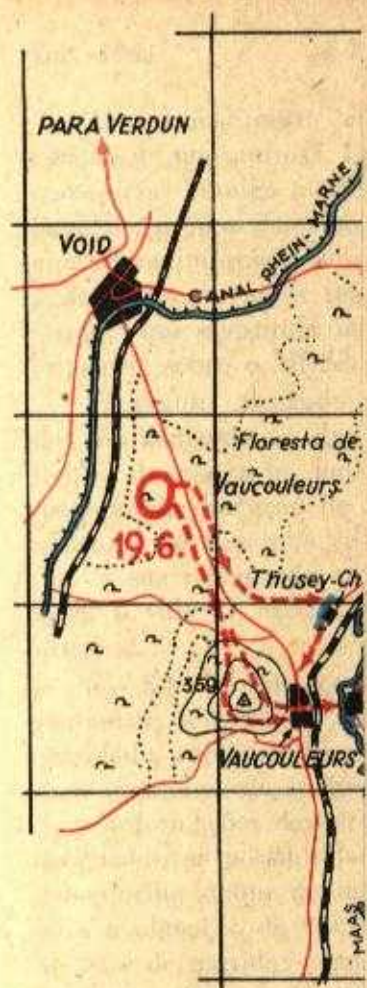 PARA VERDUN
VOID
CANAL RHEIN-MARNE
Floresta de
Vaucouleurs
19.6.
Thusey-Ch
359
VAUCOULEURS
MAAS